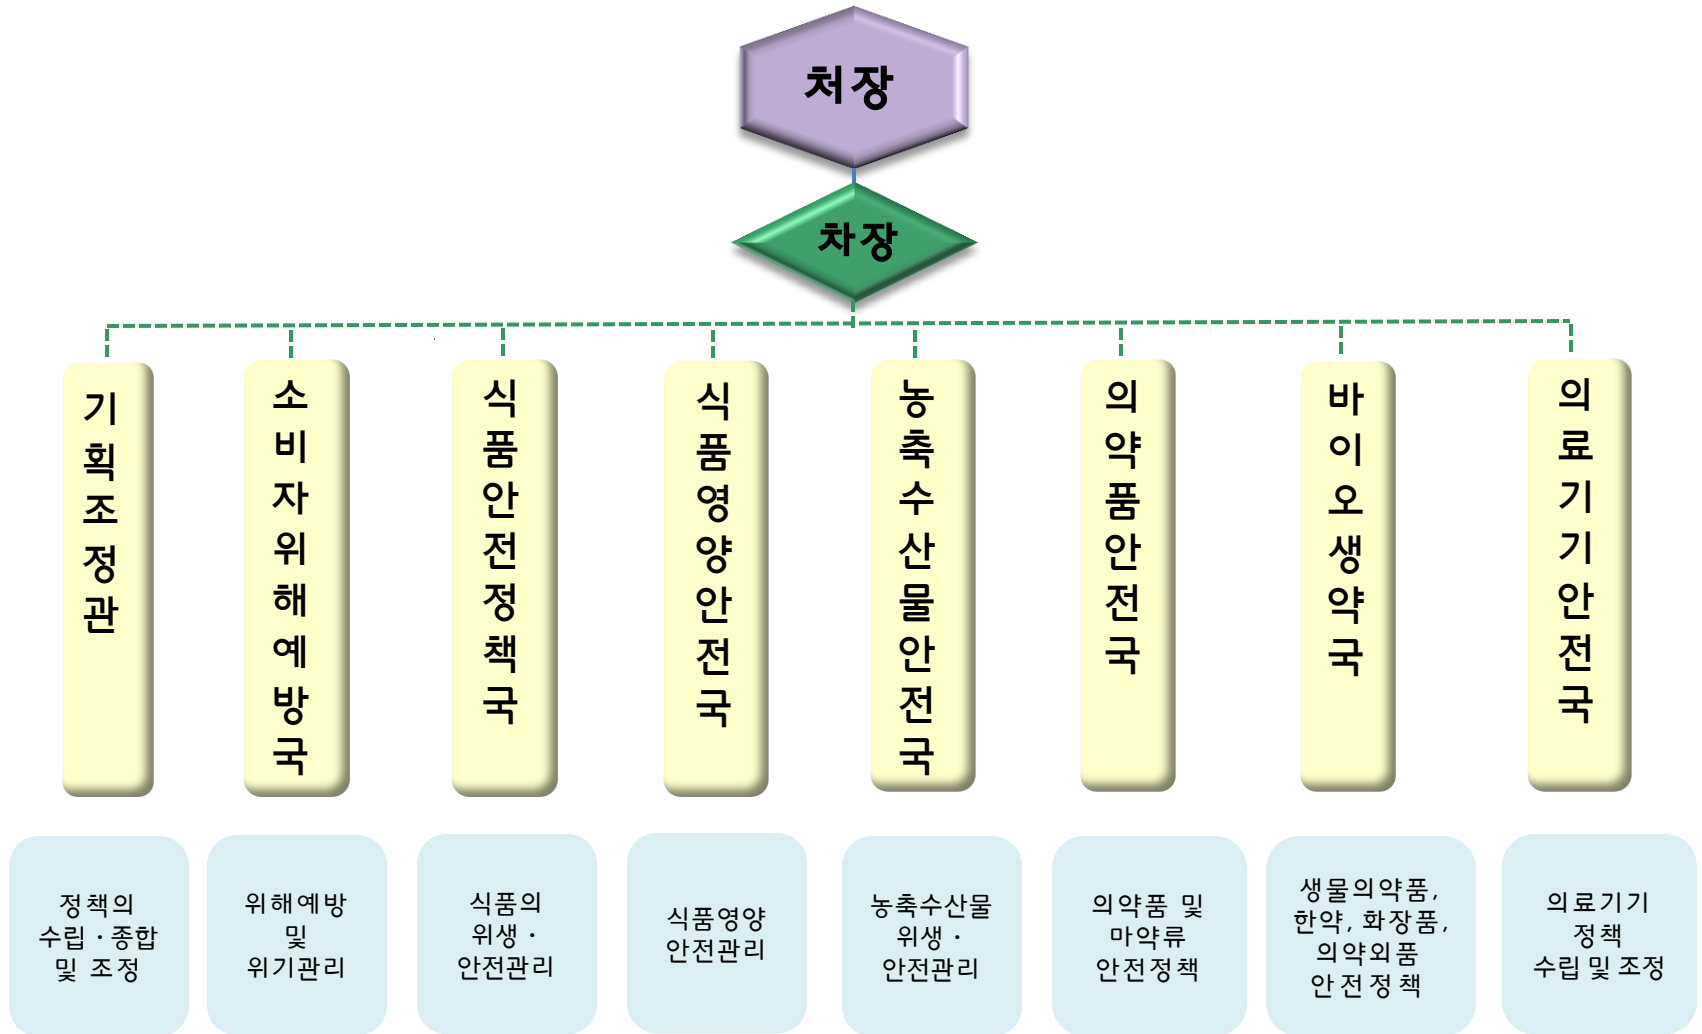 처장
차장
기획조정관
소비자위해예방국
식품안전정책국
식품영양안전국
농축수산물안전국
의약품안전국
바이오생약국
의료기기안전국
정책의
수립·종합
및 조정
위해예방
및
위기관리
식품의
위생·
안전관리
식품영양
안전관리
농축수산물
위생·
안전관리
의약품 및
마약류
안전정책
생물의약품,
한약, 화장품,
의약외품
안전정책
의료기기
정책
수립 및 조정